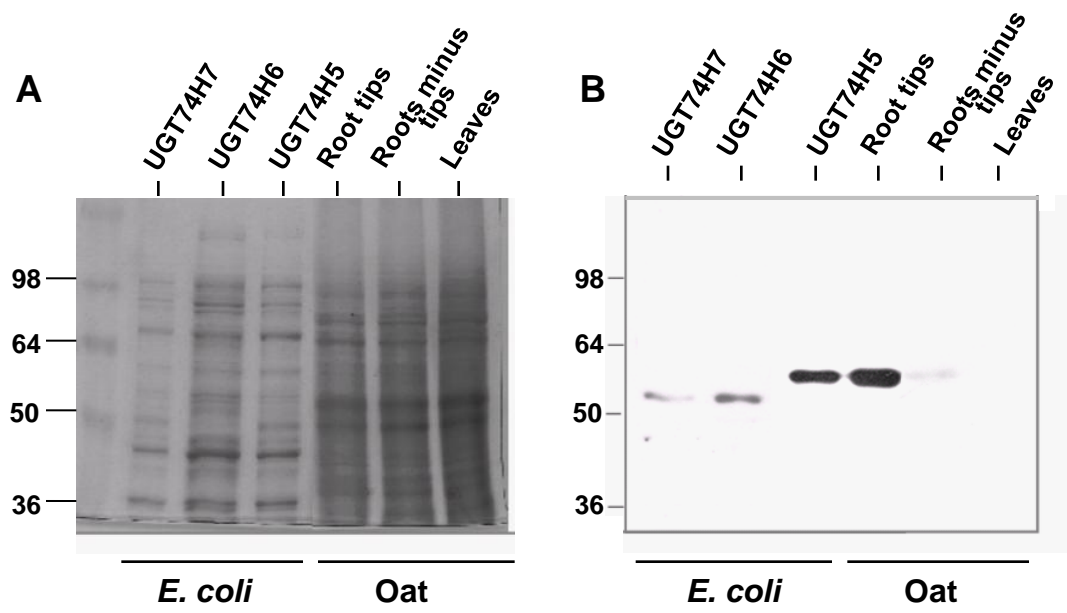 A
UGT74H7
UGT74H6
UGT74H5
Root tips
Roots minus
tips
Leaves
98
64
50
36
E. coli
Oat
B
UGT74H7
UGT74H6
UGT74H5
Root tips
Roots minus
tips
Leaves
98
64
50
36
E. coli
Oat